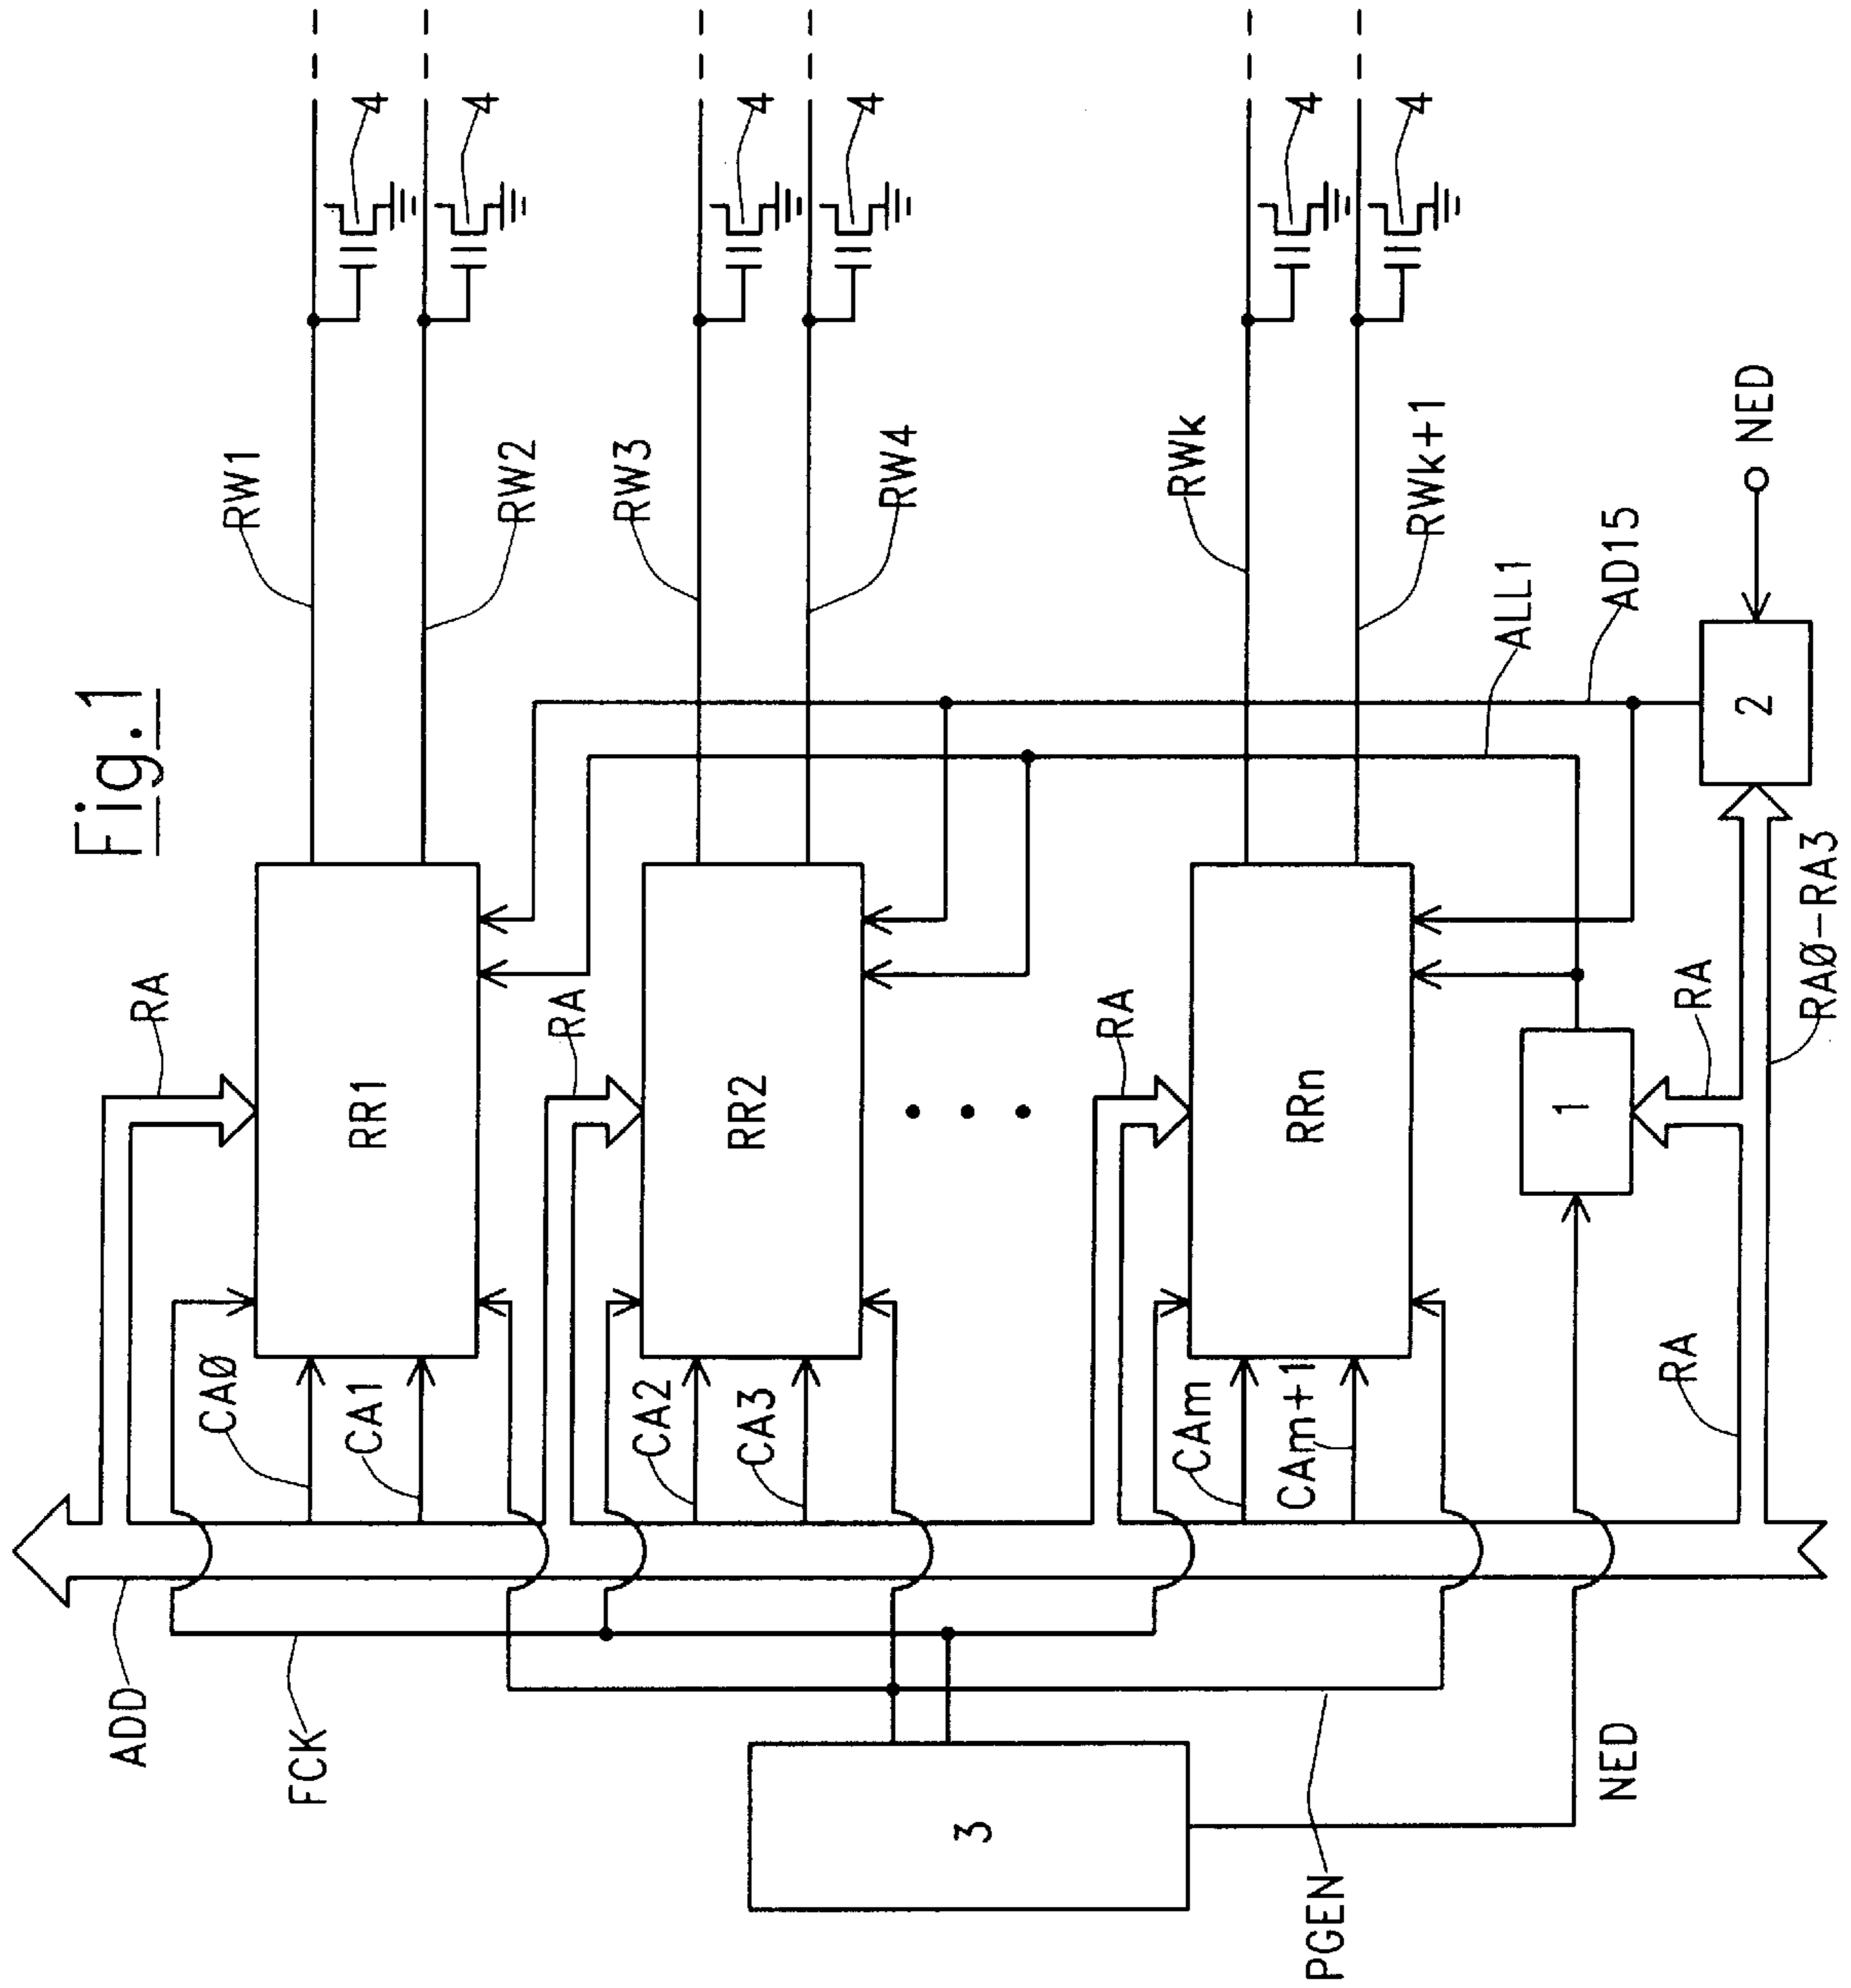 Fig.1
RW1
RW2
RW3
RW4
RWk
RWk+1
4
4
4
4
4
4
NED
AD15
ALL1
2
RA
RA
RA
RA
RR1
RR2
RRn
1
RAØ-RA3
CAØ
CA1
CA2
CA3
CAm
CAm+1
RA
ADD
FCK
3
PGEN
NED